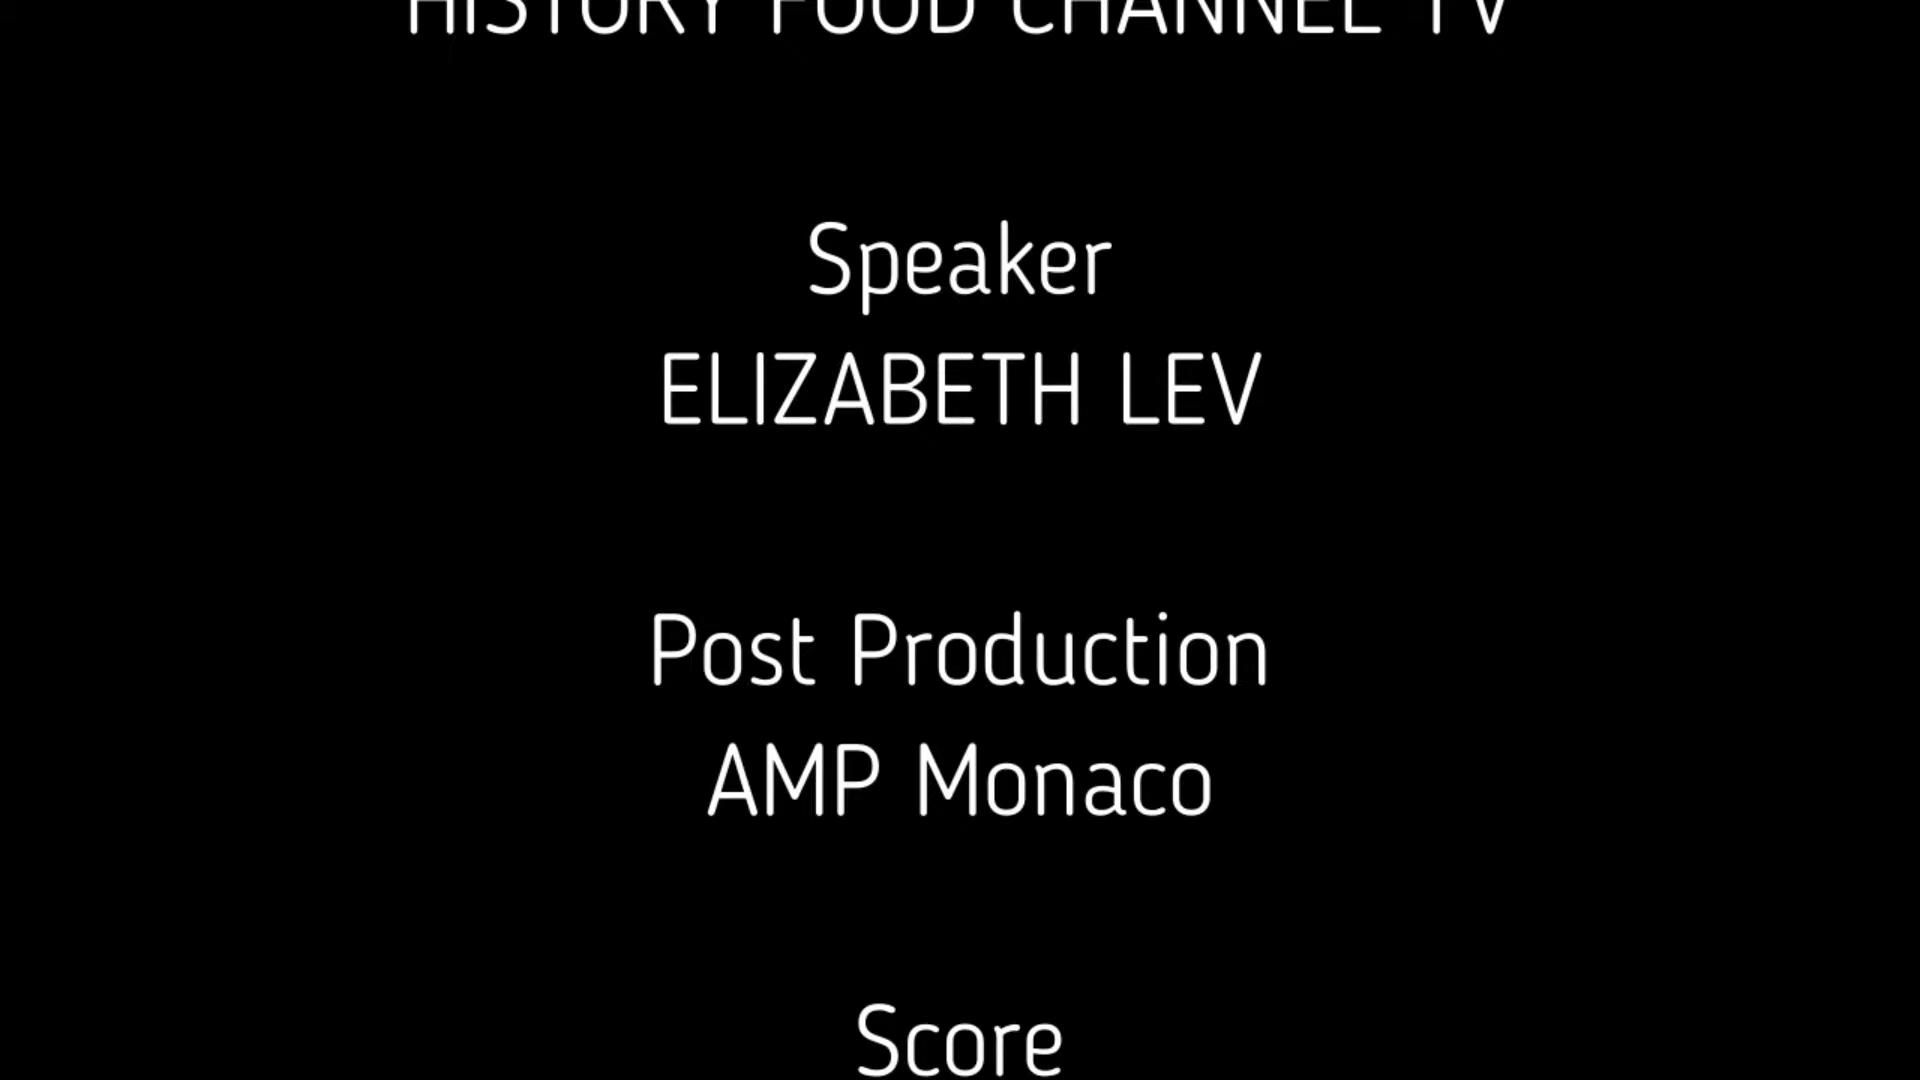 HISTORY FOOD CHANNEL TV
Speaker
ELIZABETH LEV
Post Production
AMP Monaco
Score